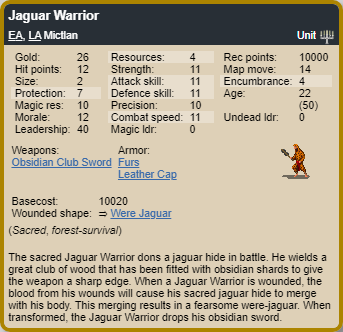 Jaguar Warrior
EA, LA Mictlan Unit
Gold: 26 Resources: 4 Rec points: 10000
Hit points: 12 Strength: 11 Map move: 14
Size: 2 Attack skill: 11 Encumbrance: 4
Protection: 7 Defence skill: 11 Age: 22
Magic res: 10 Precision: 10 (50)
Morale: 12 Combat speed: 11 Undead ldr: 0
Leadership: 40 Magic ldr: 0
Weapons: Armor:
Obsidian Club Sword Furs
Leather Cap
Basecost: 10020
Wounded shape: ⇒ Were Jaguar
(Sacred, forest-survival)
The sacred Jaguar Warrior dons a jaguar hide in battle. He wields a
great club of wood that has been fitted with obsidian shards to give
the weapon a sharp edge. When a Jaguar Warrior is wounded, the
blood from his wounds will cause his sacred jaguar hide to merge
with his body. This merging results in a fearsome were-jaguar. When
transformed, the Jaguar Warrior drops his obsidian sword.